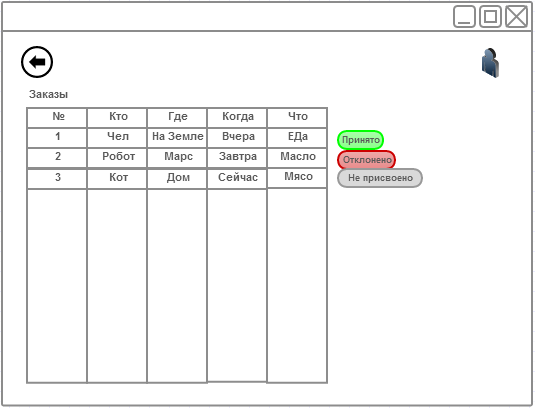 Заказы
№ Кто Где Когда Что
1 Чел На Земле Вчера ЕДа Принято
2 Робот Марс Завтра Масло Отклонено
3 Кот Дом Сейчас Мясо Не присвоено